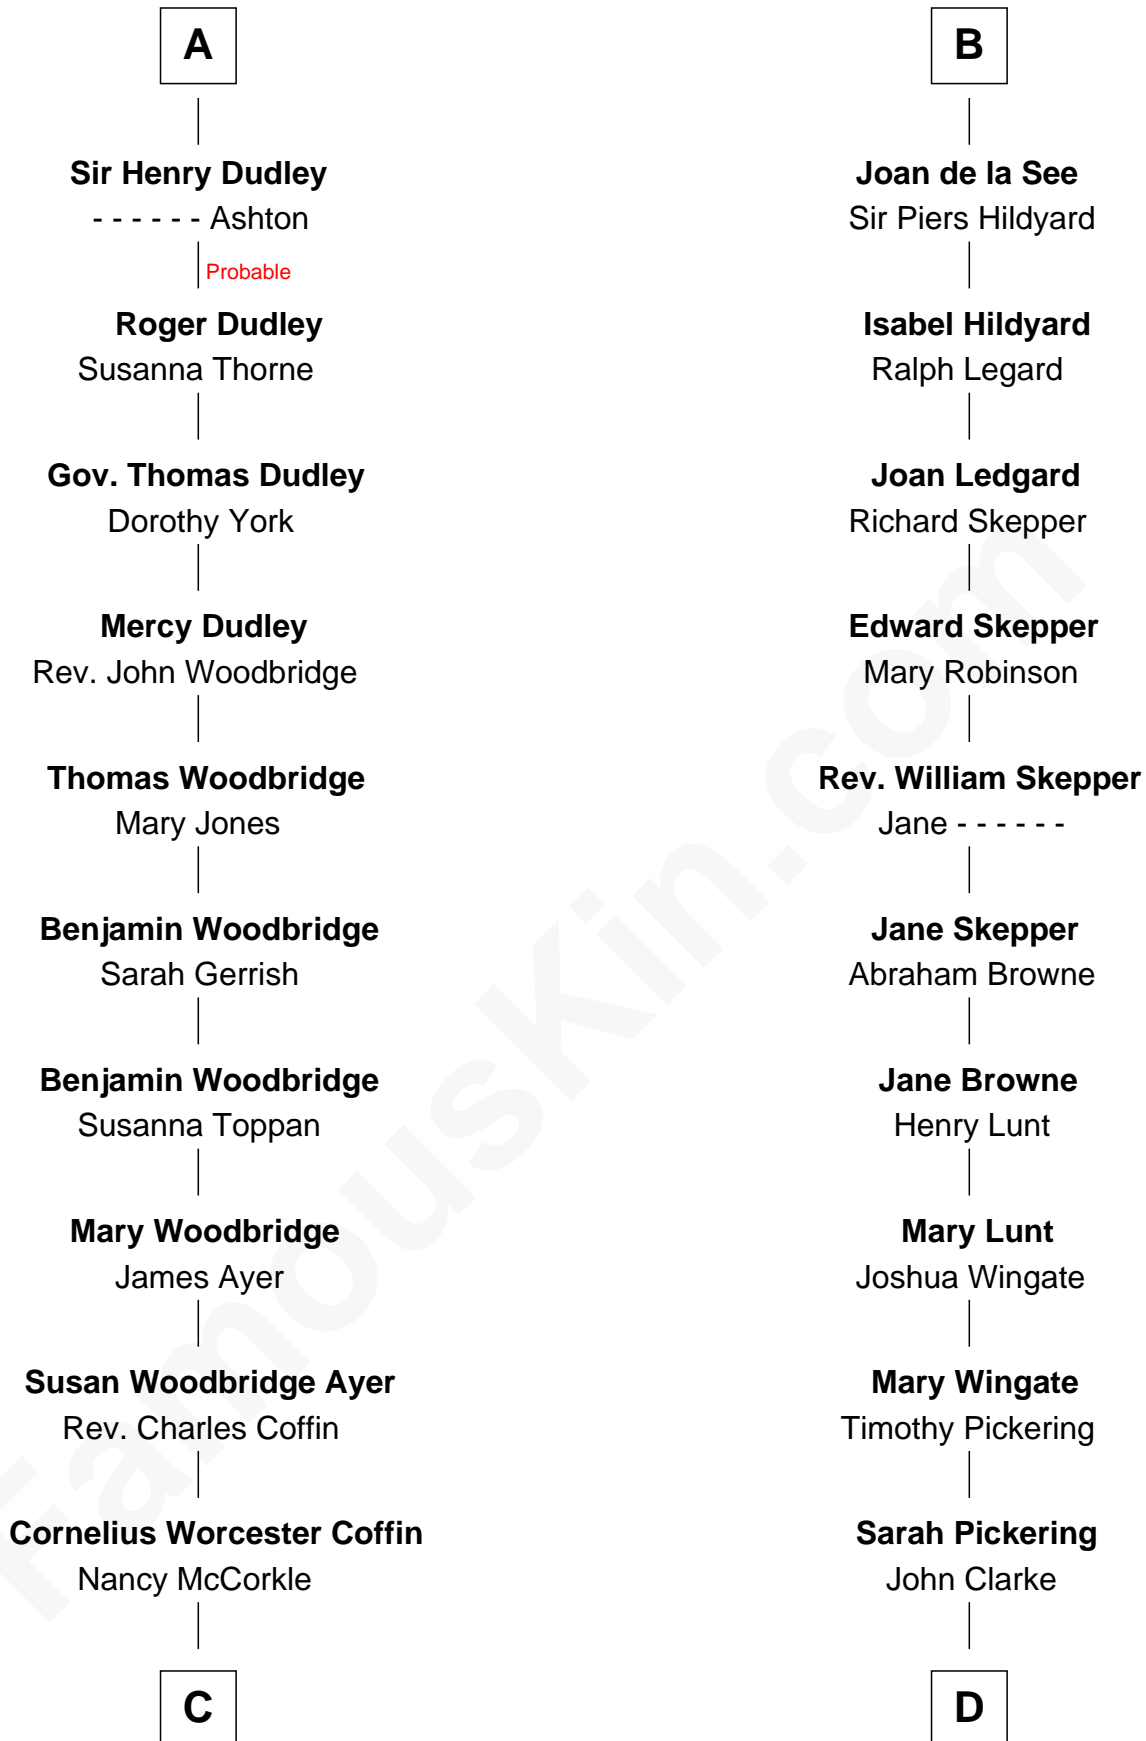 A
Sir Henry Dudley
- - - - - - Ashton
Probable
Roger Dudley
Susanna Thorne
Gov. Thomas Dudley
Dorothy York
Mercy Dudley
Rev. John Woodbridge
Thomas Woodbridge
Mary Jones
Benjamin Woodbridge
Sarah Gerrish
Benjamin Woodbridge
Susanna Toppan
Mary Woodbridge
James Ayer
Susan Woodbridge Ayer
Rev. Charles Coffin
Cornelius Worcester Coffin
Nancy McCorkle
C
B
Joan de la See
Sir Piers Hildyard
Isabel Hildyard
Ralph Legard
Joan Ledgard
Richard Skepper
Edward Skepper
Mary Robinson
Rev. William Skepper
Jane - - - - - -
Jane Skepper
Abraham Browne
Jane Browne
Henry Lunt
Mary Lunt
Joshua Wingate
Mary Wingate
Timothy Pickering
Sarah Pickering
John Clarke
D
FamousKin.com